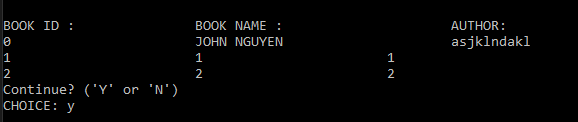 BOOK ID : BOOK NAME : AUTHOR:
0 JOHN NGUYEN asjklndakl
1 1 1
2 2 2
Continue? ('Y' or 'N')
CHOICE: y